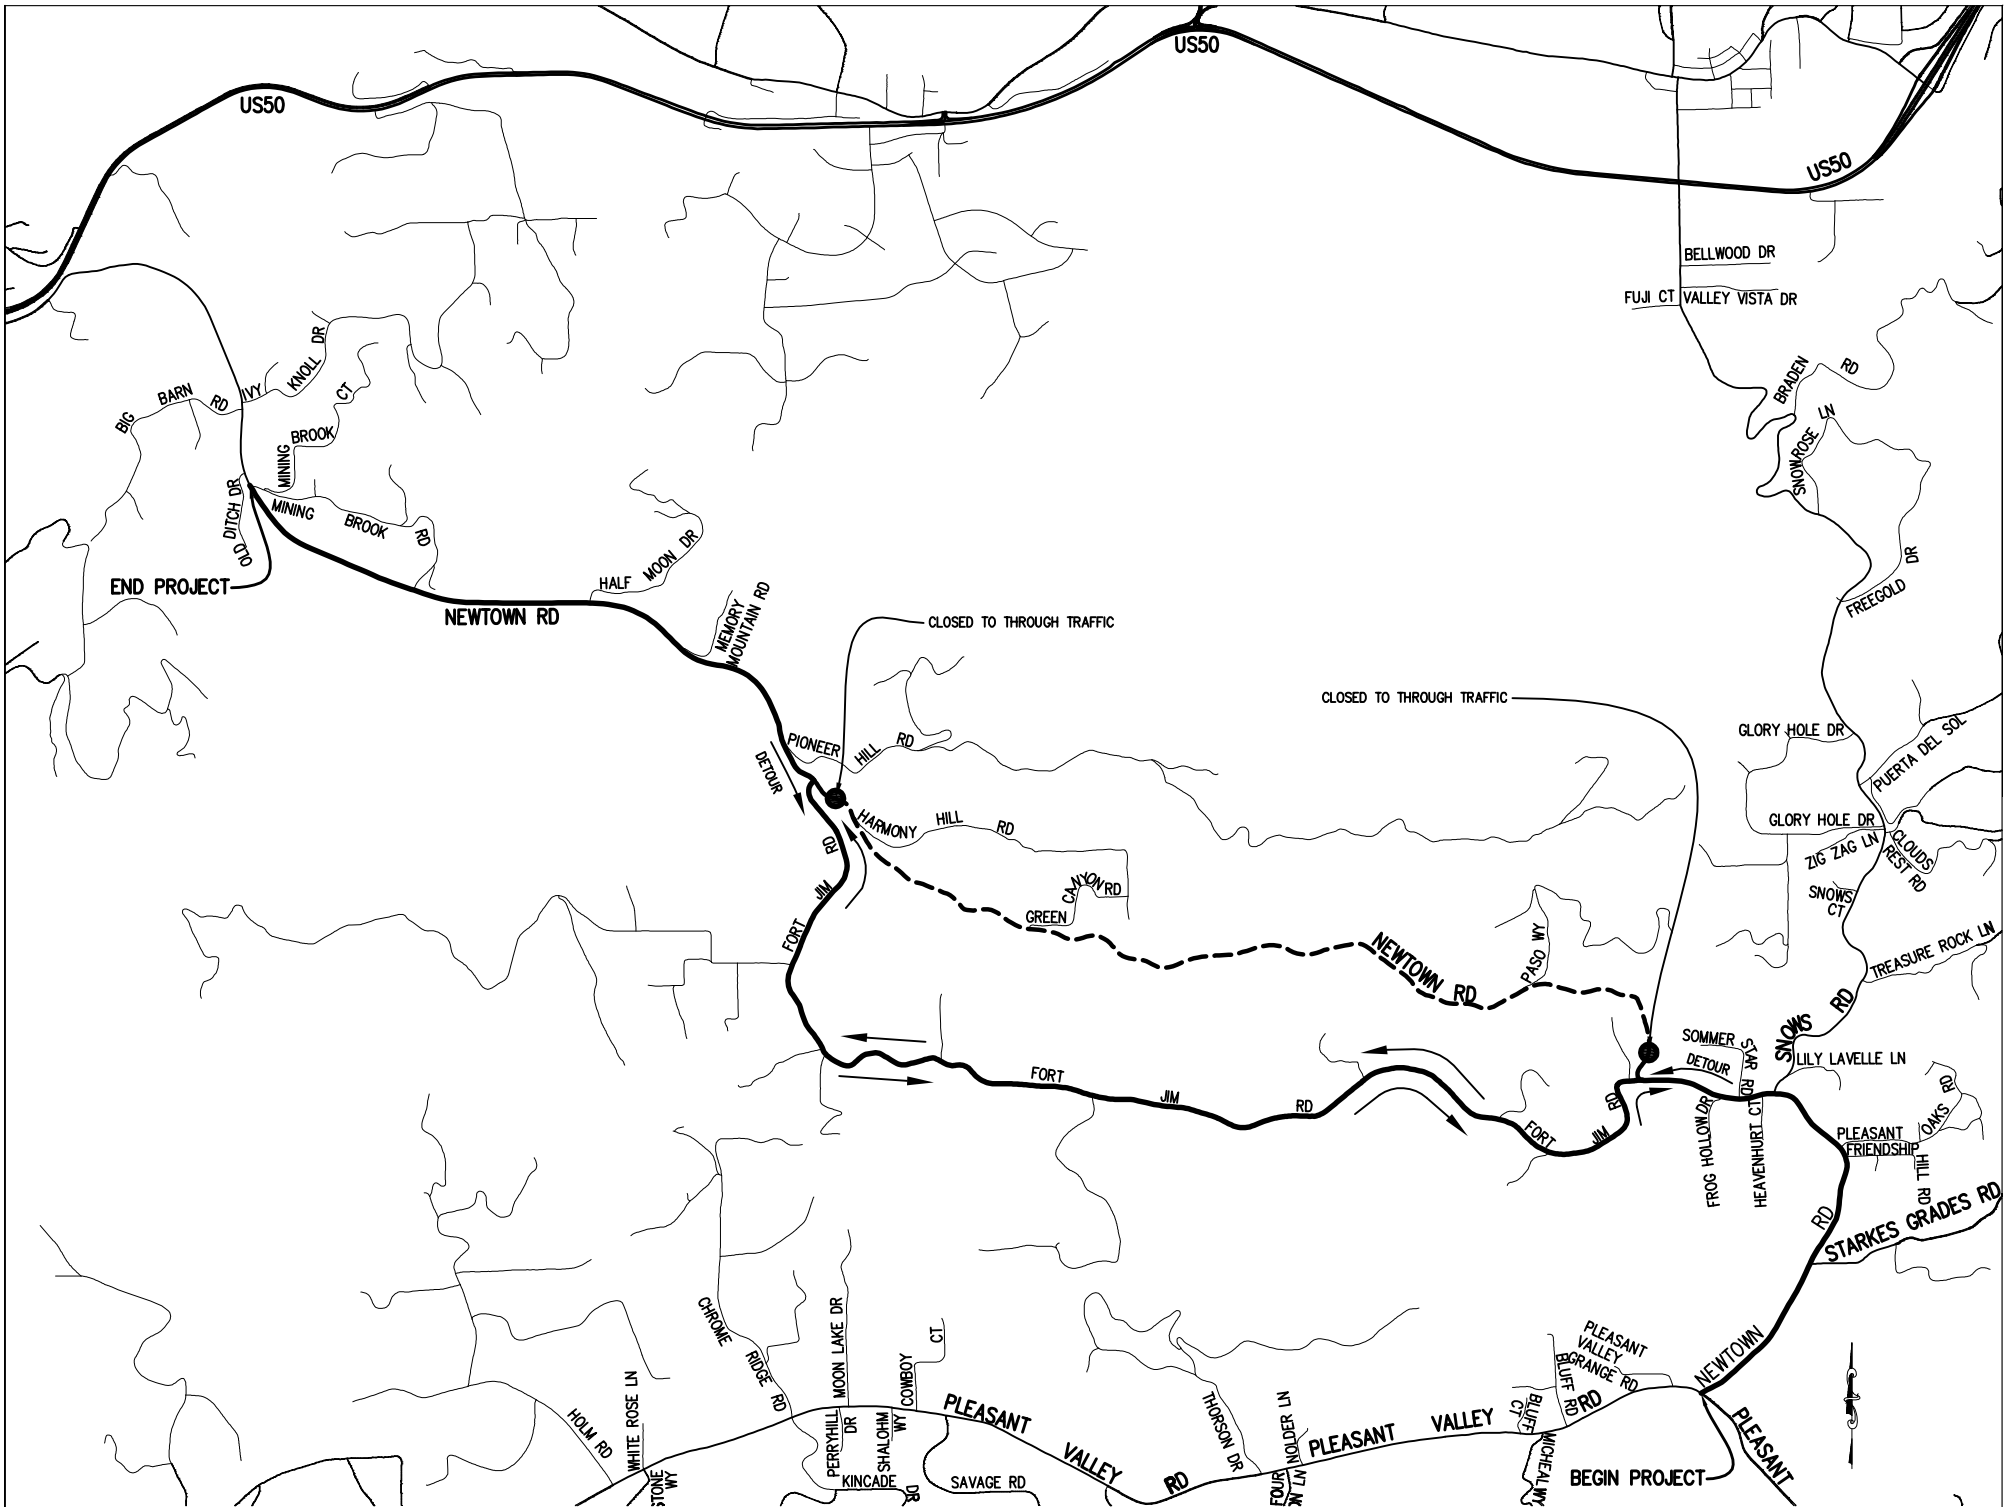 US50
US50
US50
BELLWOOD DR
FUJI CT
VALLEY VISTA DR
KNOLL DR
IVY
BIG BARN RD
MINING BROOK CT
BRADEN RD
SNOWROSE LN
OLD DITCH DR
MINING BROOK RD
END PROJECT
NEWTOWN RD
HALF MOON DR
MEMORY
MOUNTAIN RD
FREEGOLD DR
CLOSED TO THROUGH TRAFFIC
CLOSED TO THROUGH TRAFFIC
PIONEER HILL RD
DETOUR
GLORY HOLE DR
PUERTA DEL SOL
HARMONY HILL RD
GLORY HOLE DR
ZIG ZAG LN
CLOUDS
REST RD
FORT JIM RD
GREEN CANYON RD
SNOWS
CT
NEWTOWN RD
PASO WY
TREASURE ROCK LN
SNOWS RD
SOMMER
STAR RD
DETOUR
LILY LAVELLE LN
FORT JIM RD
FORT JIM RD
FROG HOLLOW DR
HEAVENHURT CT
PLEASANT OAKS RD
FRIENDSHIP HILL RD
NEWTOWN RD
STARKES GRADES RD
CHROME RIDGE RD
MOON LAKE DR
COWBOY CT
PLEASANT
VALLEY
GRANGE RD
BLUFF RD
BLUFF
CT
HOLM RD
WHITE ROSE LN
STONE
WY
PERRYHILL
DR
SHALOHM
WY
KINCADE DR
SAVAGE RD
PLEASANT VALLEY RD
THORSON DR
NOLDER LN
FOUR
PLEASANT VALLEY RD
MICHEAL WY
BEGIN PROJECT
PLEASANT